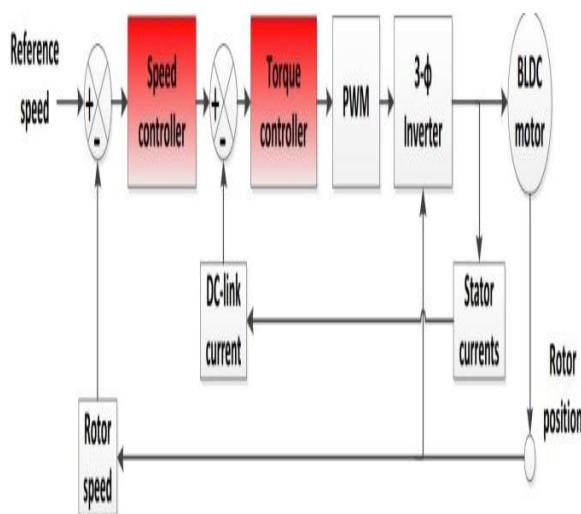 Reference
speed
+
-
Speed
controller
+
-
Torque
controller
PWM
3-ϕ
Inverter
BLDC
motor
DC-link
current
Stator
currents
Rotor
position
Rotor
speed